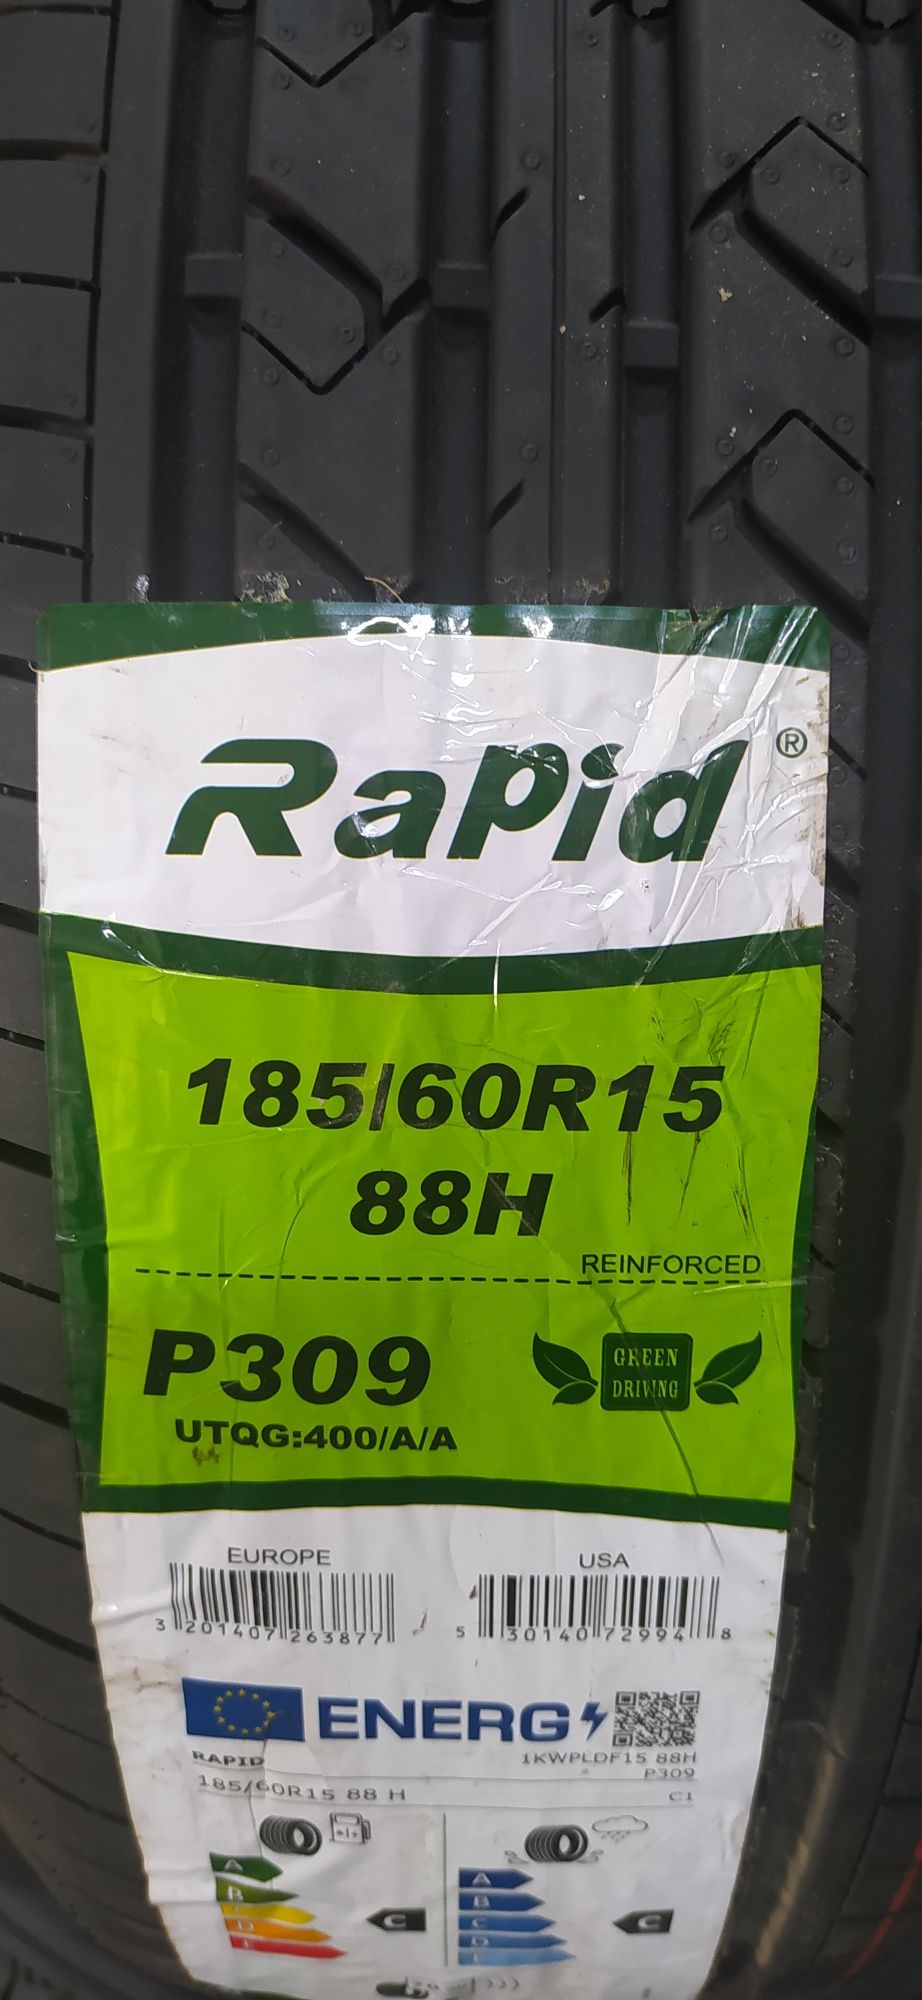 RaPid ®
185/60R15
88H
REINFORCED
P309
GREEN
DRIVING
UTQG:400/A/A
EUROPE
USA
3 201407 263877
5 30140 72994 8
ENERG
RAPID
1KWPLDF15 88H
P309
185/60R15 88 H
C1
A
B
D
E
C
A
B
C
D
E
C